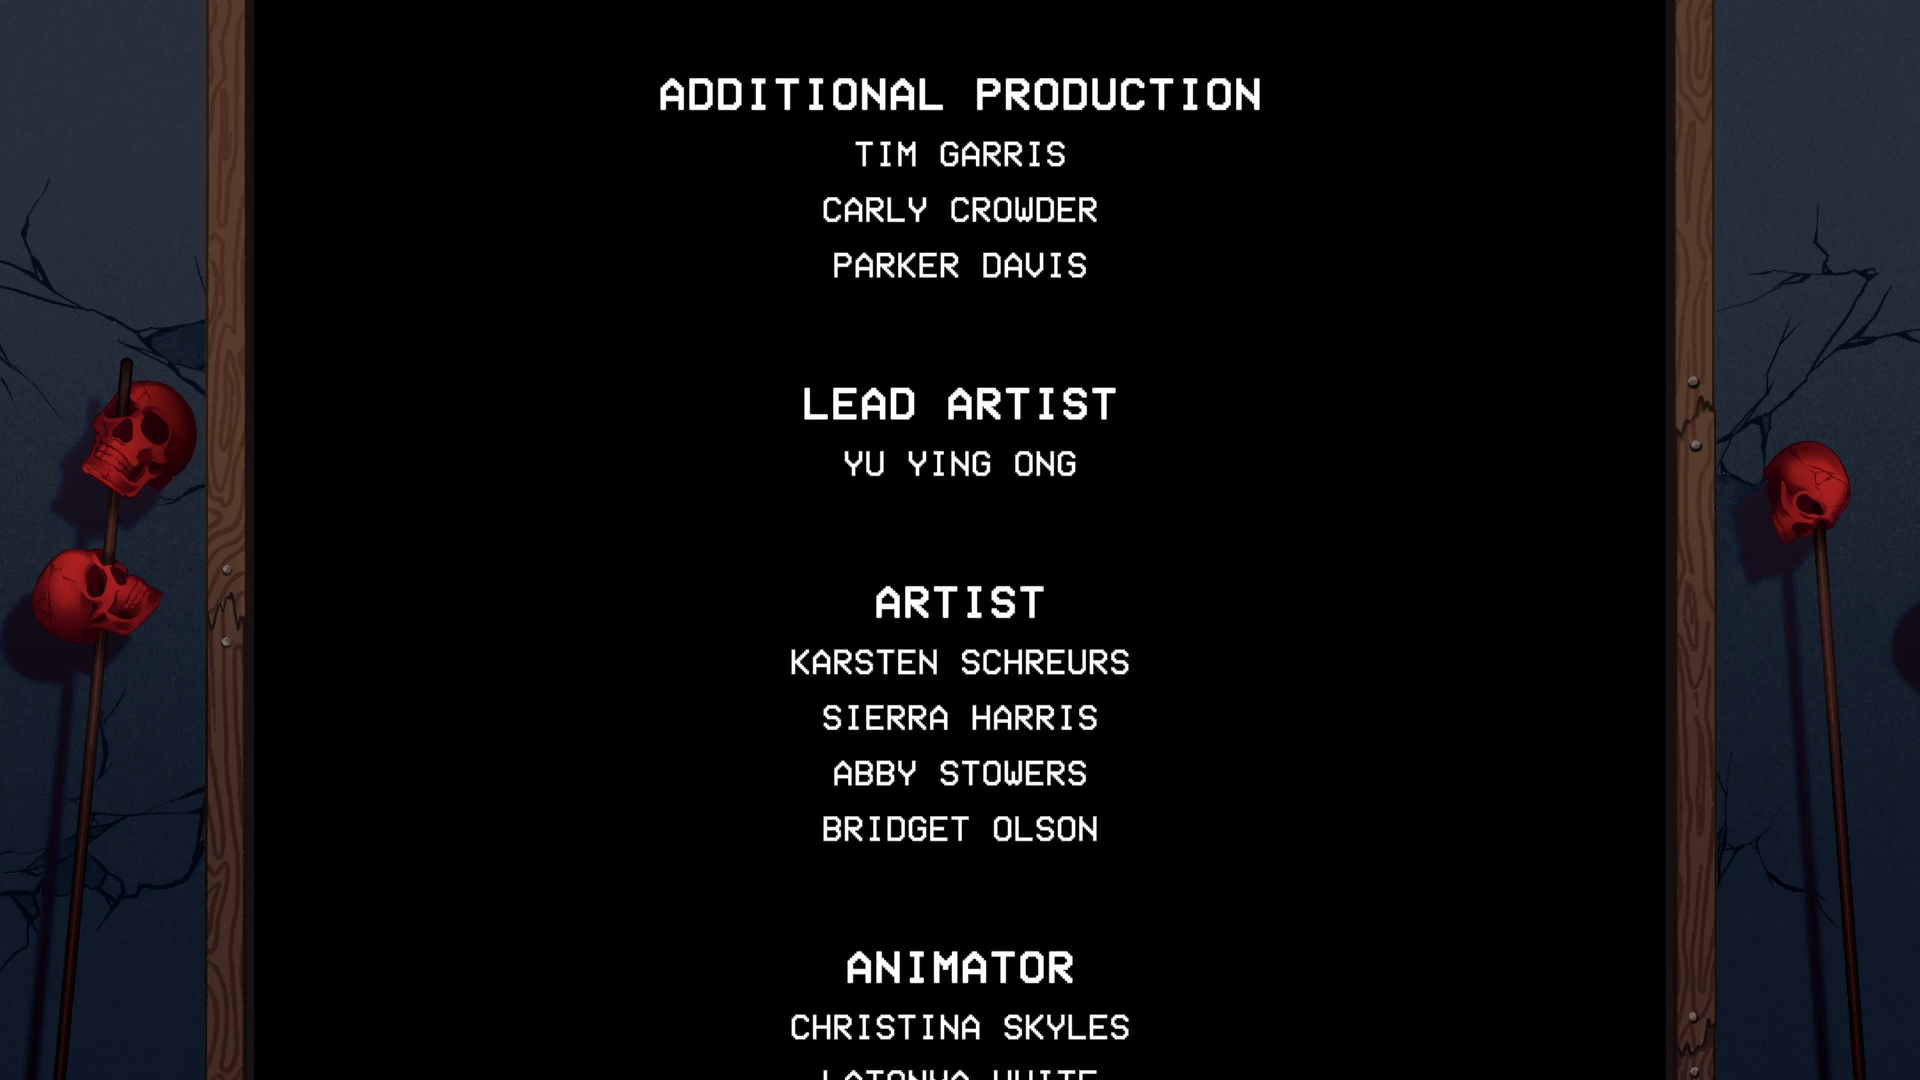 ADDITIONAL PRODUCTION
TIM GARRIS
CARLY CROWDER
PARKER DAVIS
LEAD ARTIST
YU YING ONG
ARTIST
KARSTEN SCHREURS
SIERRA HARRIS
ABBY STOWERS
BRIDGET OLSON
ANIMATOR
CHRISTINA SKYLES